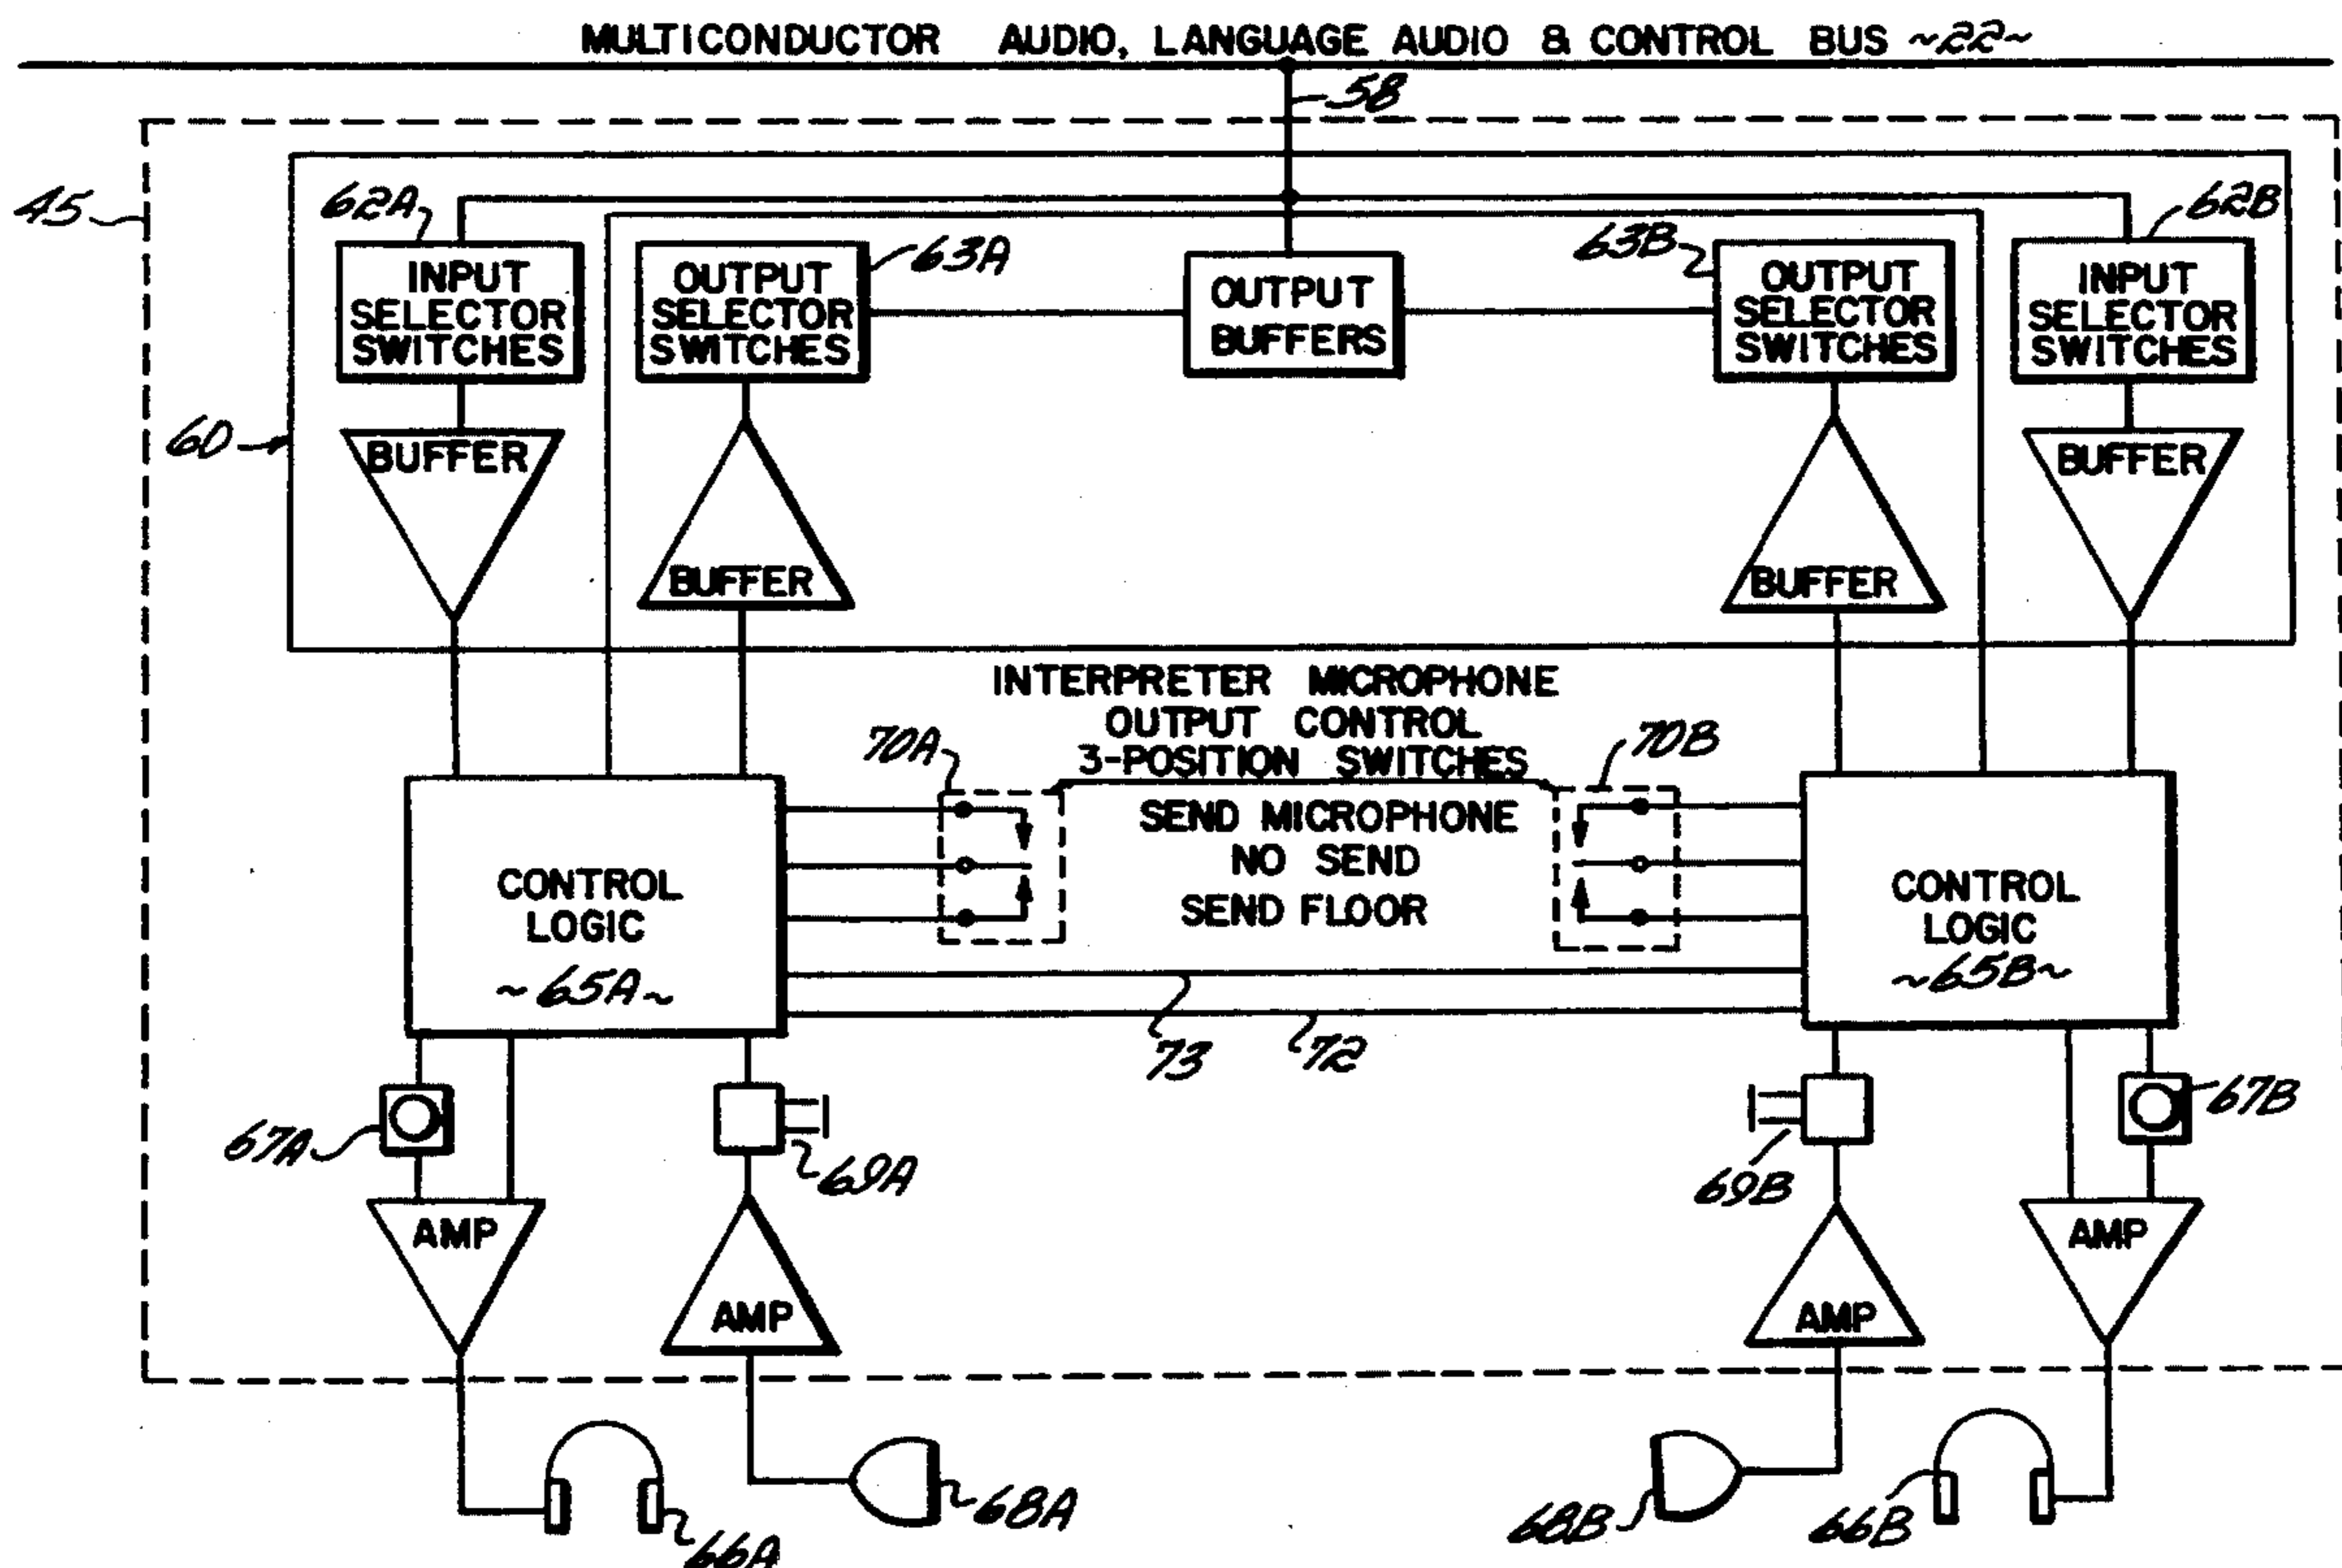 MULTICONDUCTOR AUDIO, LANGUAGE AUDIO & CONTROL BUS ~22~
58
45
62A
62B
63A
63B
INPUT
SELECTOR
SWITCHES
OUTPUT
SELECTOR
SWITCHES
OUTPUT
BUFFERS
OUTPUT
SELECTOR
SWITCHES
INPUT
SELECTOR
SWITCHES
60
BUFFER
BUFFER
BUFFER
BUFFER
INTERPRETER MICROPHONE
OUTPUT CONTROL
3-POSITION SWITCHES
70A
70B
SEND MICROPHONE
NO SEND
SEND FLOOR
CONTROL
LOGIC
~65A~
CONTROL
LOGIC
~65B~
73
72
67A
69A
69B
67B
AMP
AMP
AMP
AMP
66A
68A
68B
66B